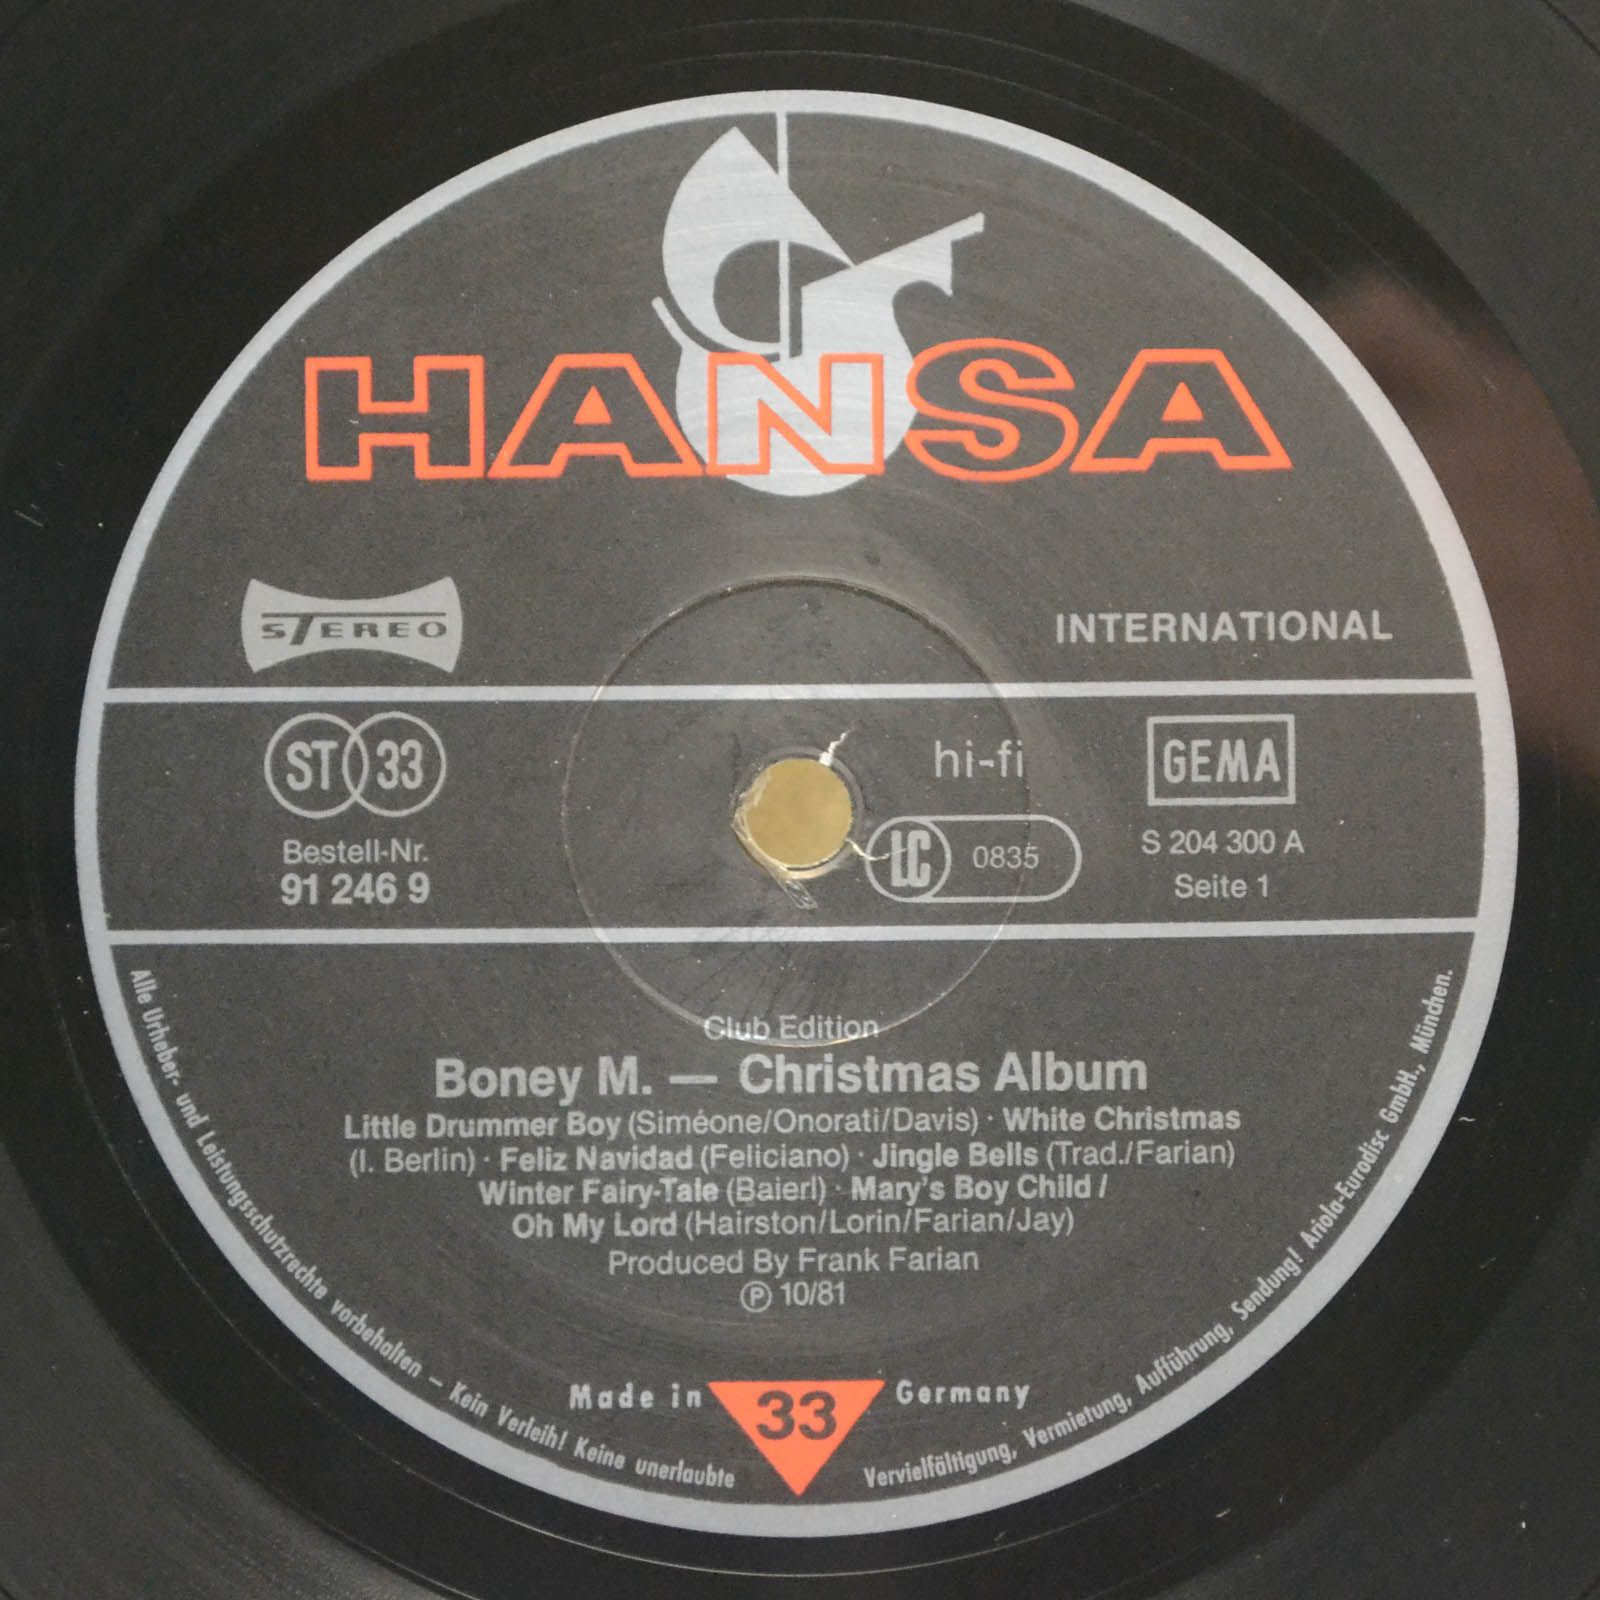 HANSA
STEREO
INTERNATIONAL
ST 33
hi-fi
GEMA
Bestell-Nr.
91 246 9
LC 0835
S 204 300 A
Seite 1
Club Edition
Boney M. — Christmas Album
Little Drummer Boy (Siméone/Onorati/Davis) · White Christmas
(I. Berlin) · Feliz Navidad (Feliciano) · Jingle Bells (Trad./Farian)
Winter Fairy-Tale (Baierl) · Mary's Boy Child /
Oh My Lord (Hairston/Lorin/Farian/Jay)
Produced By Frank Farian
℗ 10/81
Made in 33 Germany
Alle Urheber- und Leistungsschutzrechte vorbehalten – Kein Verleih! Keine unerlaubte Vervielfältigung, Vermietung, Aufführung, Sendung! Ariola-Eurodisc GmbH., München.